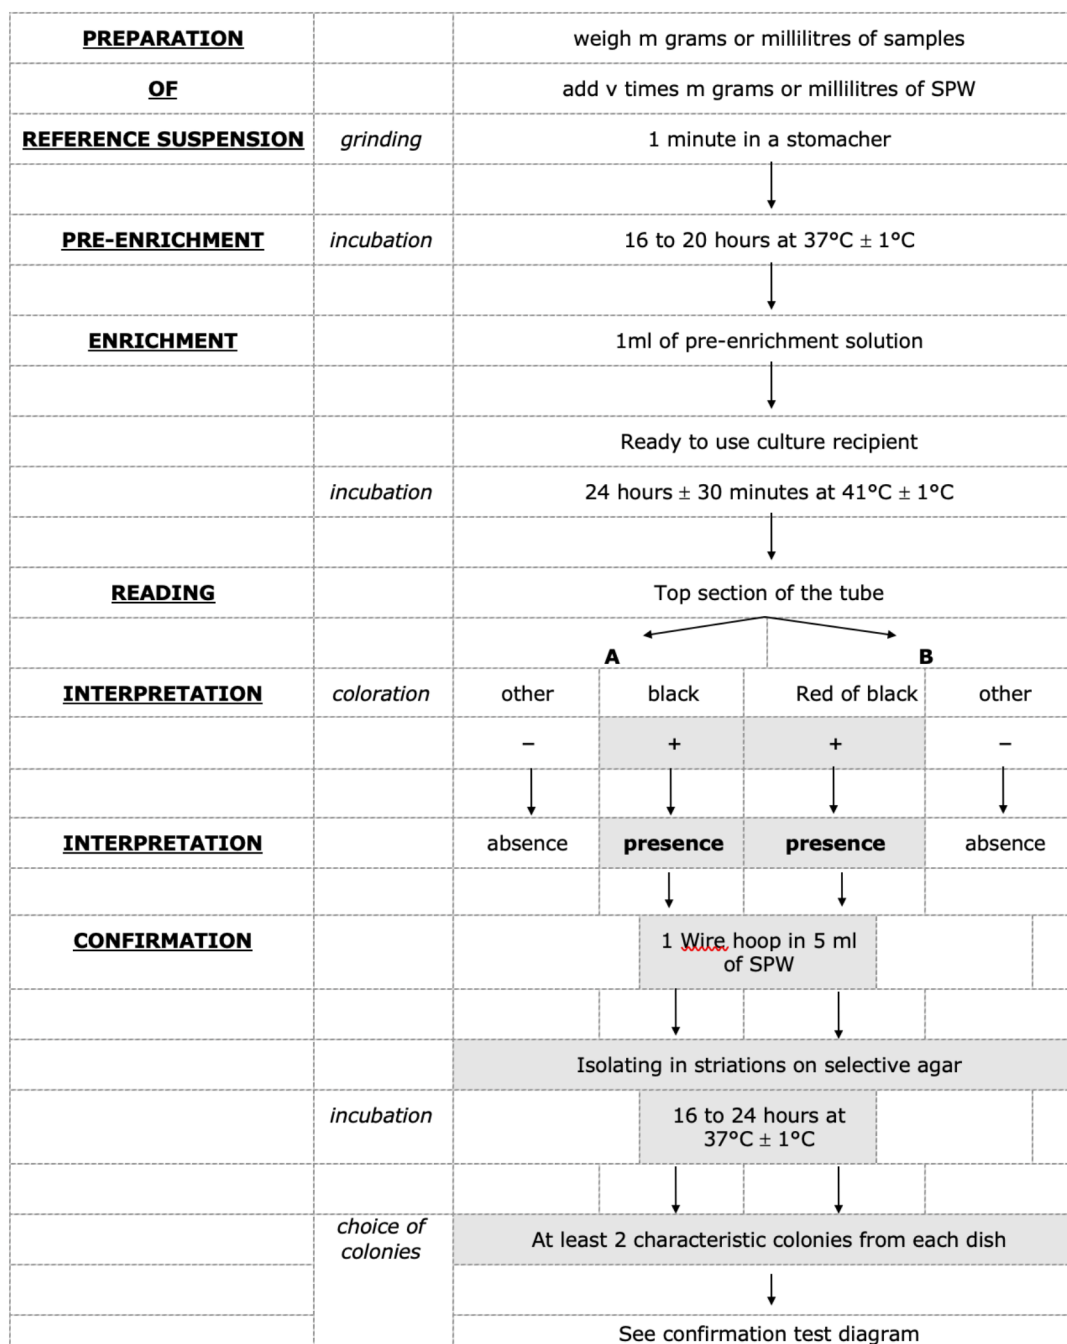 PREPARATION weigh m grams or millilitres of samples
OF add v times m grams or millilitres of SPW
REFERENCE SUSPENSION grinding 1 minute in a stomacher
PRE-ENRICHMENT incubation 16 to 20 hours at 37°C ± 1°C
ENRICHMENT 1ml of pre-enrichment solution
Ready to use culture recipient
incubation 24 hours ± 30 minutes at 41°C ± 1°C
READING Top section of the tube
A B
INTERPRETATION coloration other black Red of black other
– + + –
INTERPRETATION absence presence presence absence
CONFIRMATION 1 Wire hoop in 5 ml
of SPW
Isolating in striations on selective agar
incubation 16 to 24 hours at
37°C ± 1°C
choice of
colonies
At least 2 characteristic colonies from each dish
See confirmation test diagram